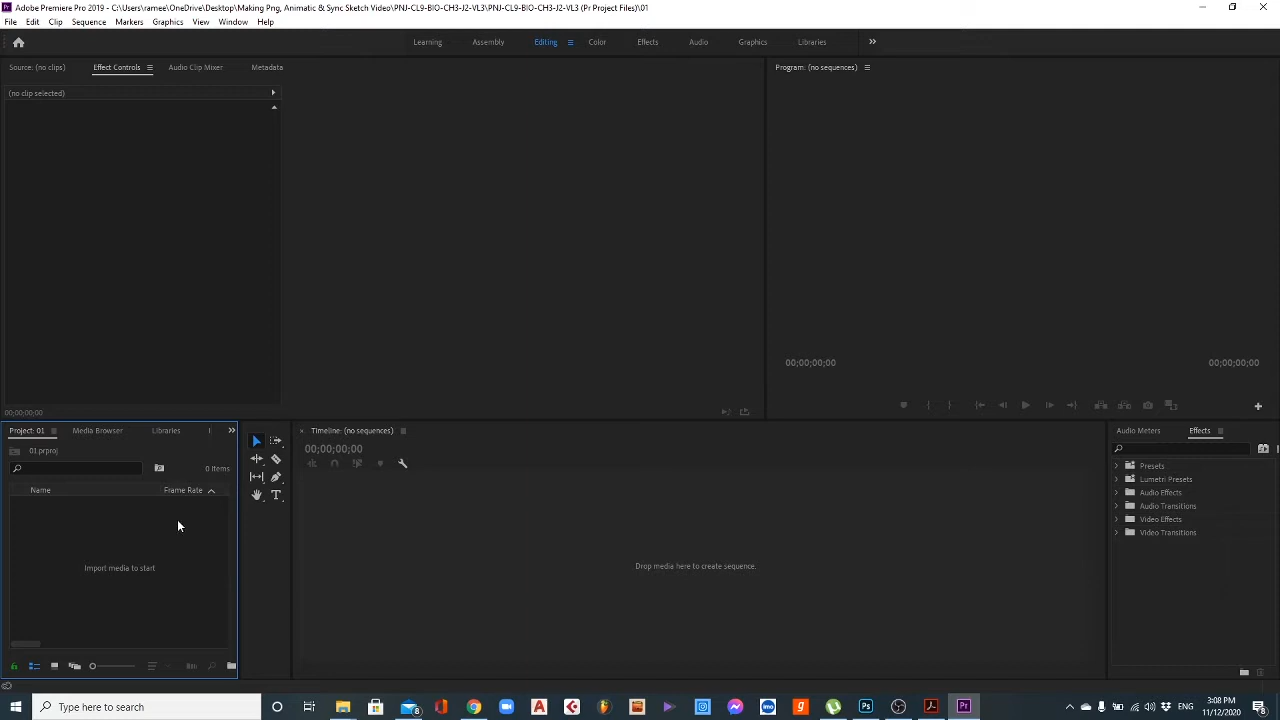 Adobe Premiere Pro 2019 - C:\Users\ramee\OneDrive\Desktop\Making Png, Animatic & Sync Sketch Video\PNJ-CL9-BIO-CH3-J2-VL3\PNJ-CL9-BIO-CH3-J2-VL3 (Pr Project Files)\01
File Edit Clip Sequence Markers Graphics View Window Help
Learning Assembly Editing Color Effects Audio Graphics Libraries
Source: (no clips) Effect Controls Audio Clip Mixer Metadata
Program: (no sequences)
(no clip selected)
00;00;00;00 00;00;00;00
00;00;00;00
Project: 01 Media Browser Libraries
Timeline: (no sequences)
Audio Meters Effects
01.prproj
00;00;00;00
0 Items
Name Frame Rate
Presets
Lumetri Presets
Audio Effects
Audio Transitions
Video Effects
Video Transitions
Import media to start
Drop media here to create sequence.
Type here to search
ENG
3:08 PM
11/12/2020